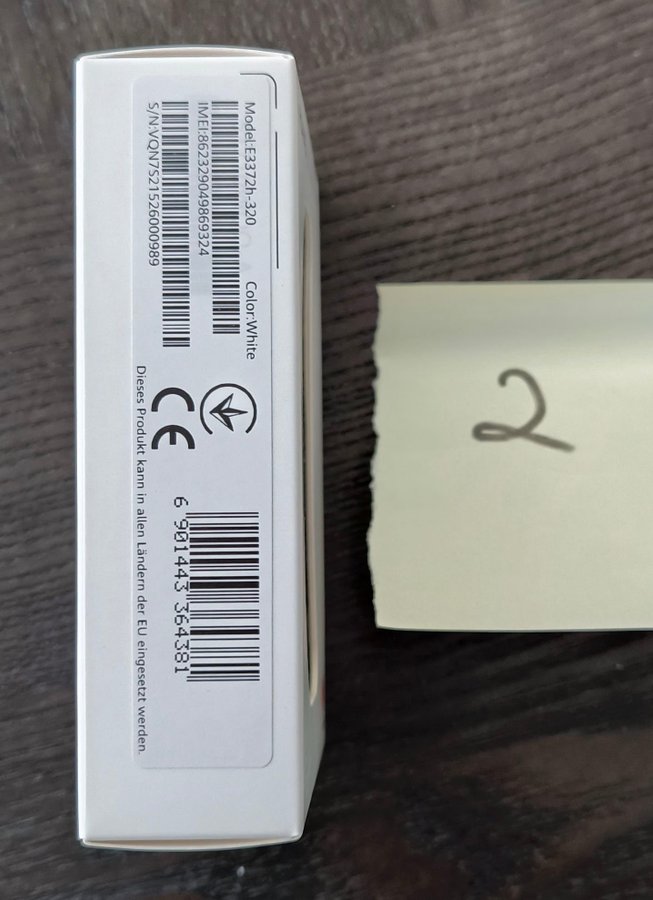 Model:E3372h-320
Color:White
IMEI:862329049869324
S/N:VQN7S21526000989
CE
6 901443 364381
Dieses Produkt kann in allen Ländern der EU eingesetzt werden.
2